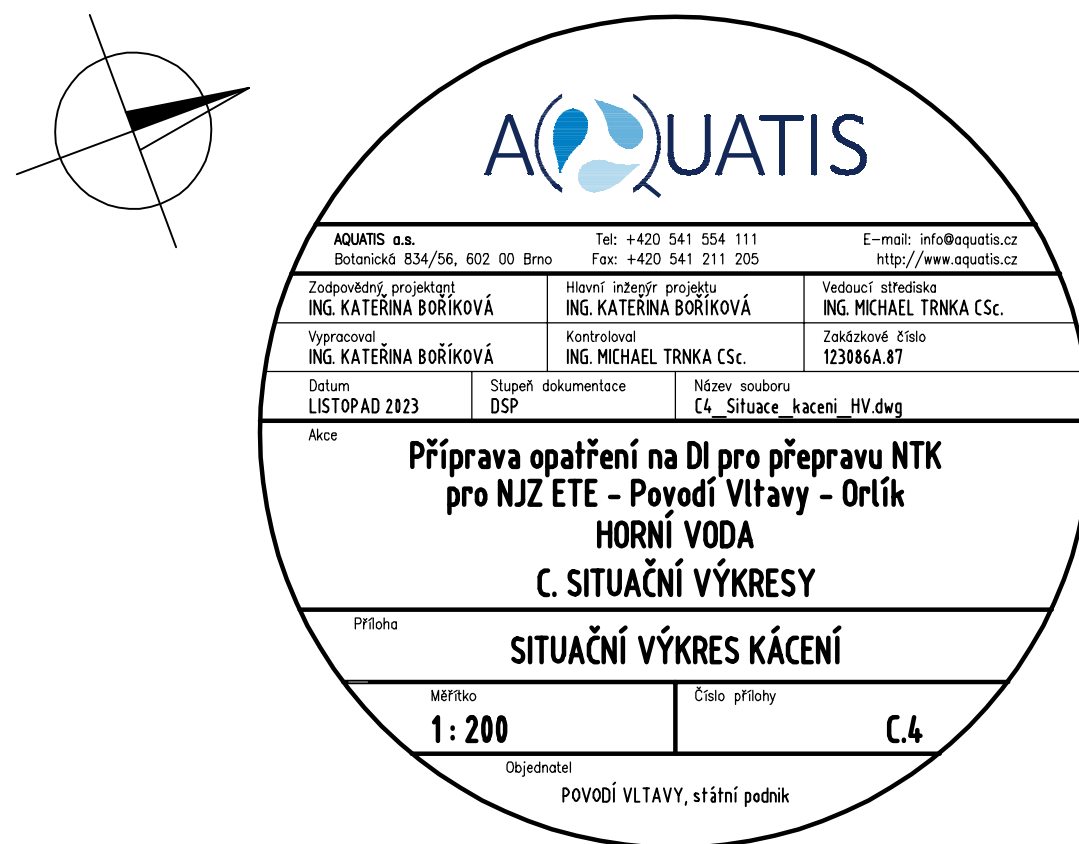 AQUATIS
AQUATIS a.s. Tel: +420 541 554 111 E-mail: info@aquatis.cz
Botanická 834/56, 602 00 Brno Fax: +420 541 211 205 http://www.aquatis.cz
Zodpovědný projektant Hlavní inženýr projektu Vedoucí střediska
ING. KATEŘINA BOŘÍKOVÁ ING. KATEŘINA BOŘÍKOVÁ ING. MICHAEL TRNKA CSc.
Vypracoval Kontroloval Zakázkové číslo
ING. KATEŘINA BOŘÍKOVÁ ING. MICHAEL TRNKA CSc. 123086A.87
Datum Stupeň dokumentace Název souboru
LISTOPAD 2023 DSP C4_Situace_kaceni_HV.dwg
Akce
Příprava opatření na DI pro přepravu NTK
pro NJZ ETE - Povodí Vltavy - Orlík
HORNÍ VODA
C. SITUAČNÍ VÝKRESY
Příloha
SITUAČNÍ VÝKRES KÁCENÍ
Měřítko Číslo přílohy
1 : 200 C.4
Objednatel
POVODÍ VLTAVY, státní podnik